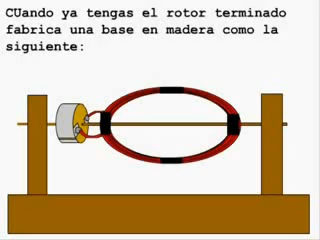 CUando ya tengas el rotor terminado
fabrica una base en madera como la
siguiente: